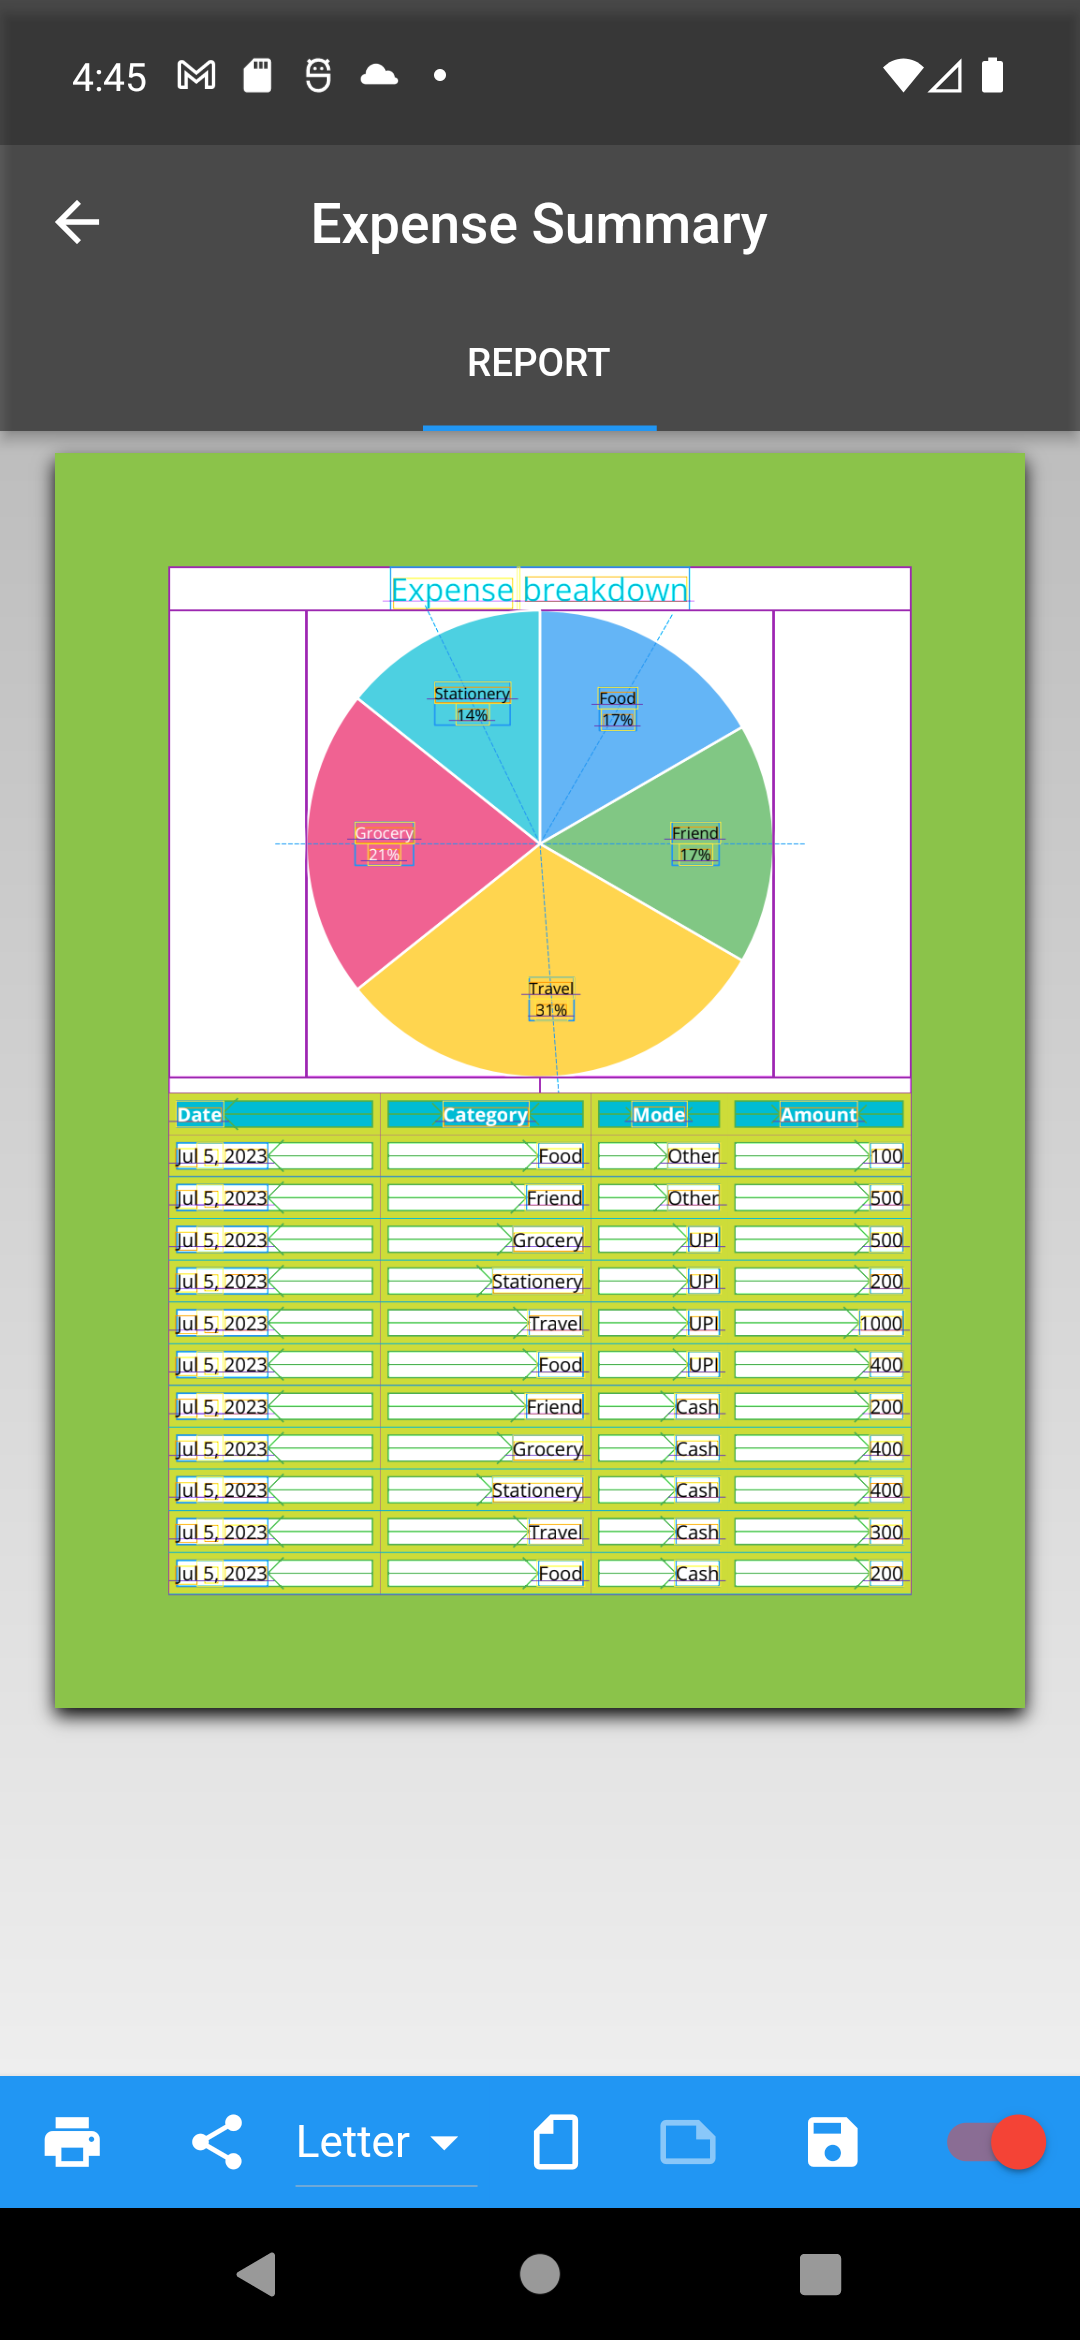 4:45
Expense Summary
REPORT
Expense breakdown
Stationery
14%
Food
17%
Grocery
21%
Friend
17%
Travel
31%
Date Category Mode Amount
Jul 5, 2023 Food Other 100
Jul 5, 2023 Friend Other 500
Jul 5, 2023 Grocery UPI 500
Jul 5, 2023 Stationery UPI 200
Jul 5, 2023 Travel UPI 1000
Jul 5, 2023 Food UPI 400
Jul 5, 2023 Friend Cash 200
Jul 5, 2023 Grocery Cash 400
Jul 5, 2023 Stationery Cash 400
Jul 5, 2023 Travel Cash 300
Jul 5, 2023 Food Cash 200
Letter